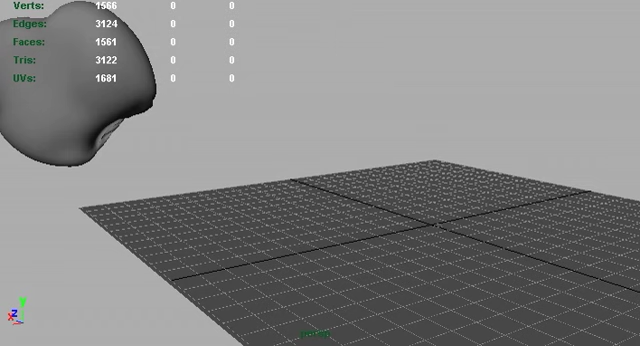 Verts: 1566 0 0
Edges: 3124 0 0
Faces: 1561 0 0
Tris: 3122 0 0
UVs: 1681 0 0
Y
Z
X
persp